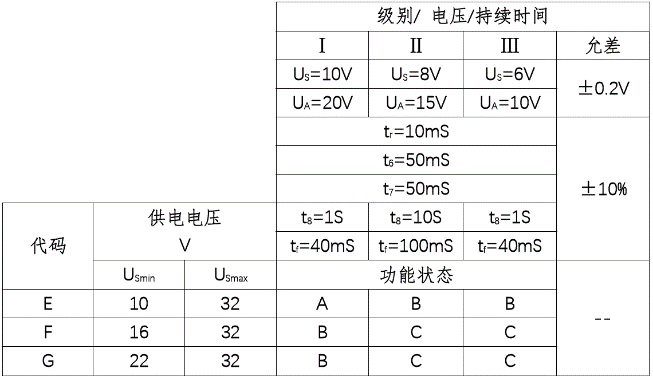 级别/ 电压/持续时间
Ⅰ Ⅱ Ⅲ 允差
US=10V US=8V US=6V ±0.2V
UA=20V UA=15V UA=10V
tr=10mS ±10%
t6=50mS
t7=50mS
代码 供电电压 V t8=1S t8=10S t8=1S
tf=40mS tf=100mS tf=40mS
USmin USmax 功能状态 --
E 10 32 A B B
F 16 32 B C C
G 22 32 B C C